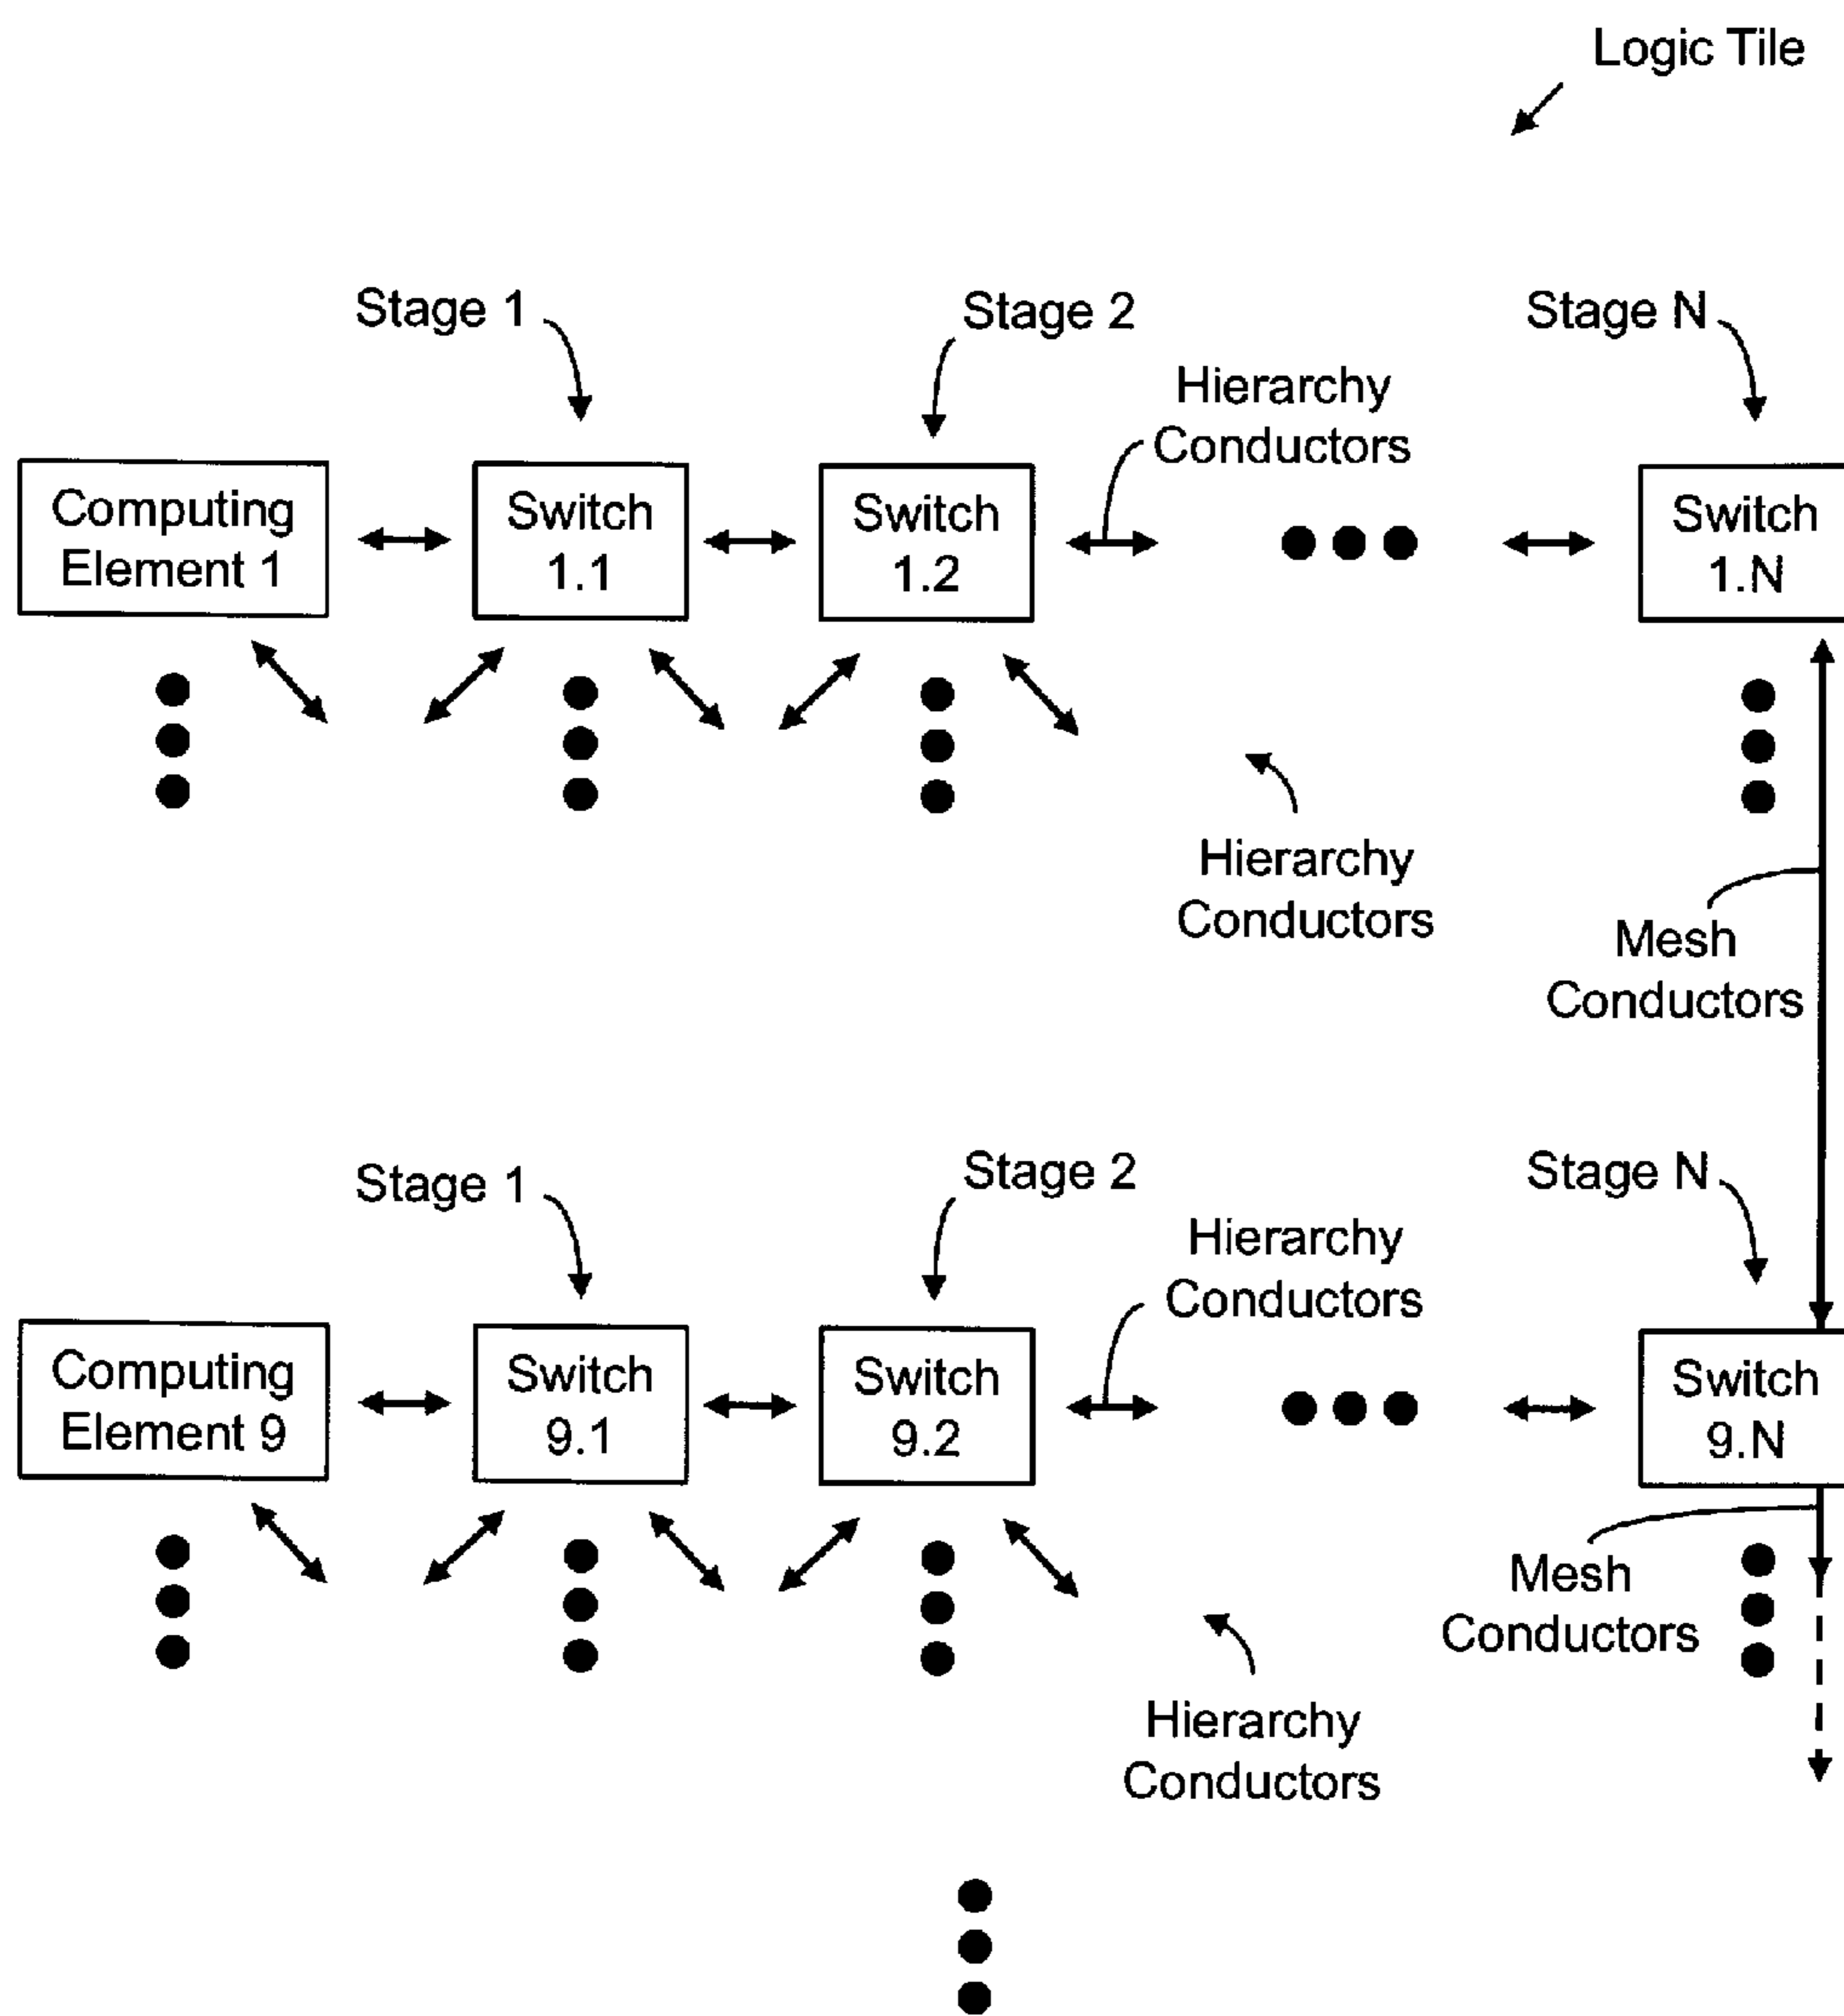 Logic Tile
Stage 1
Stage 2
Stage N
Hierarchy
Conductors
Computing
Element 1
Switch
1.1
Switch
1.2
Switch
1.N
Hierarchy
Conductors
Mesh
Conductors
Stage 1
Stage 2
Stage N
Hierarchy
Conductors
Computing
Element 9
Switch
9.1
Switch
9.2
Switch
9.N
Mesh
Conductors
Hierarchy
Conductors